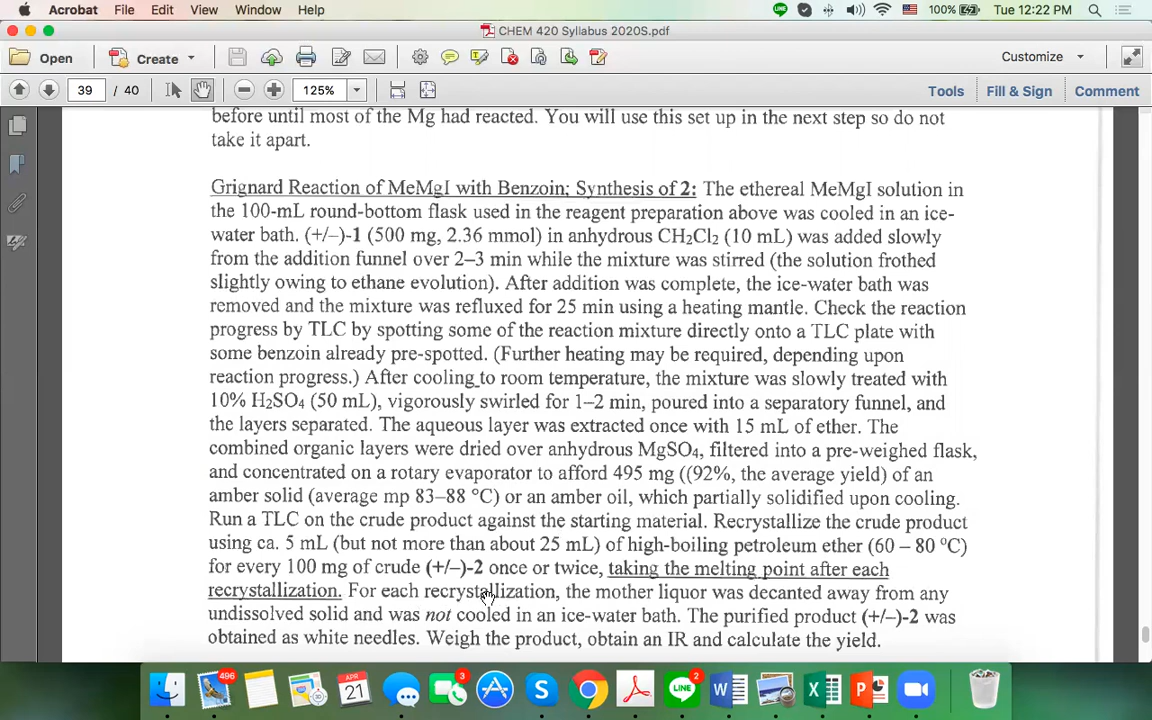 Acrobat File Edit View Window Help 100% Tue 12:22 PM
CHEM 420 Syllabus 2020S.pdf
Open Create Customize
39 / 40 125% Tools Fill & Sign Comment
before until most of the Mg had reacted. You will use this set up in the next step so do not
take it apart.
Grignard Reaction of MeMgI with Benzoin; Synthesis of 2: The ethereal MeMgI solution in
the 100-mL round-bottom flask used in the reagent preparation above was cooled in an ice-
water bath. (+/–)-1 (500 mg, 2.36 mmol) in anhydrous CH₂Cl₂ (10 mL) was added slowly
from the addition funnel over 2–3 min while the mixture was stirred (the solution frothed
slightly owing to ethane evolution). After addition was complete, the ice-water bath was
removed and the mixture was refluxed for 25 min using a heating mantle. Check the reaction
progress by TLC by spotting some of the reaction mixture directly onto a TLC plate with
some benzoin already pre-spotted. (Further heating may be required, depending upon
reaction progress.) After cooling to room temperature, the mixture was slowly treated with
10% H₂SO₄ (50 mL), vigorously swirled for 1–2 min, poured into a separatory funnel, and
the layers separated. The aqueous layer was extracted once with 15 mL of ether. The
combined organic layers were dried over anhydrous MgSO₄, filtered into a pre-weighed flask,
and concentrated on a rotary evaporator to afford 495 mg ((92%, the average yield) of an
amber solid (average mp 83–88 °C) or an amber oil, which partially solidified upon cooling.
Run a TLC on the crude product against the starting material. Recrystallize the crude product
using ca. 5 mL (but not more than about 25 mL) of high-boiling petroleum ether (60 – 80 °C)
for every 100 mg of crude (+/–)-2 once or twice, taking the melting point after each
recrystallization. For each recrystallization, the mother liquor was decanted away from any
undissolved solid and was not cooled in an ice-water bath. The purified product (+/–)-2 was
obtained as white needles. Weigh the product, obtain an IR and calculate the yield.
496 APR 21 3 LINE 2 W X P